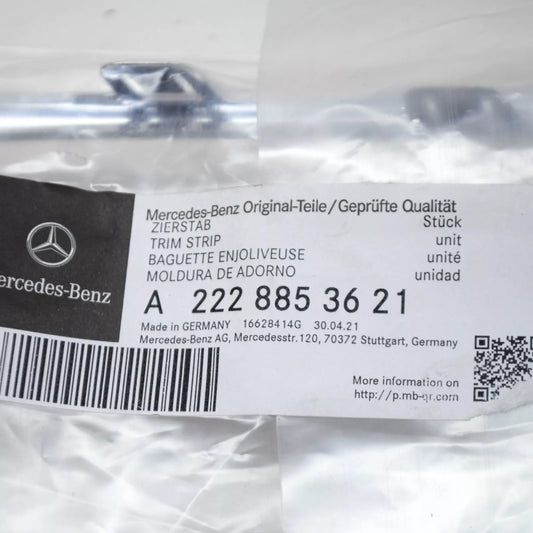 Mercedes-Benz Original-Teile/Geprüfte Qualität
ZIERSTAB Stück
TRIM STRIP unit
BAGUETTE ENJOLIVEUSE unité
MOLDURA DE ADORNO unidad
ercedes-Benz
A 222 885 36 21
Made in GERMANY 16628414G 30.04.21
Mercedes-Benz AG, Mercedesstr.120, 70372 Stuttgart, Germany
More information on
http://p.mb-qr.com